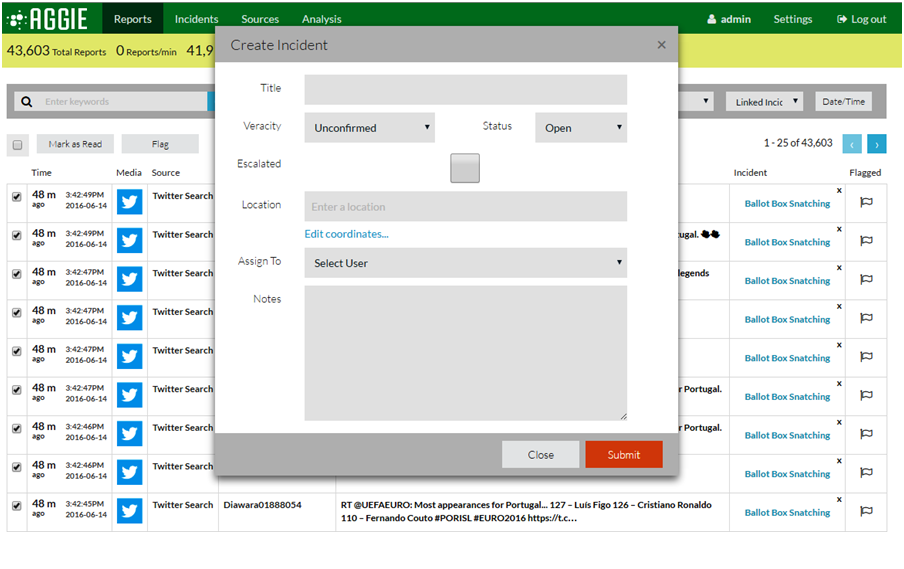 AGGIE Reports Incidents Sources Analysis admin Settings Log out
43,603 Total Reports 0 Reports/min 41,9
Create Incident ×
Enter keywords Linked Incic Date/Time
Title
Veracity Unconfirmed Status Open
Escalated
Location Enter a location
Edit coordinates...
Assign To Select User
Notes
Close Submit
Mark as Read Flag 1 - 25 of 43,603 ‹ ›
Time Media Source Incident Flagged
48 m ago 3:42:49PM 2016-06-14 Twitter Search Ballot Box Snatching x
48 m ago 3:42:49PM 2016-06-14 Twitter Search tugal. Ballot Box Snatching x
48 m ago 3:42:47PM 2016-06-14 Twitter Search legends Ballot Box Snatching x
48 m ago 3:42:47PM 2016-06-14 Twitter Search Ballot Box Snatching x
48 m ago 3:42:47PM 2016-06-14 Twitter Search Ballot Box Snatching x
48 m ago 3:42:47PM 2016-06-14 Twitter Search r Portugal. Ballot Box Snatching x
48 m ago 3:42:46PM 2016-06-14 Twitter Search r Portugal. Ballot Box Snatching x
48 m ago 3:42:46PM 2016-06-14 Twitter Search Ballot Box Snatching x
48 m ago 3:42:45PM 2016-06-14 Twitter Search Diawara01888054 RT @UEFAEURO: Most appearances for Portugal... 127 – Luís Figo 126 – Cristiano Ronaldo Ballot Box Snatching x
110 – Fernando Couto #PORISL #EURO2016 https://t.c…